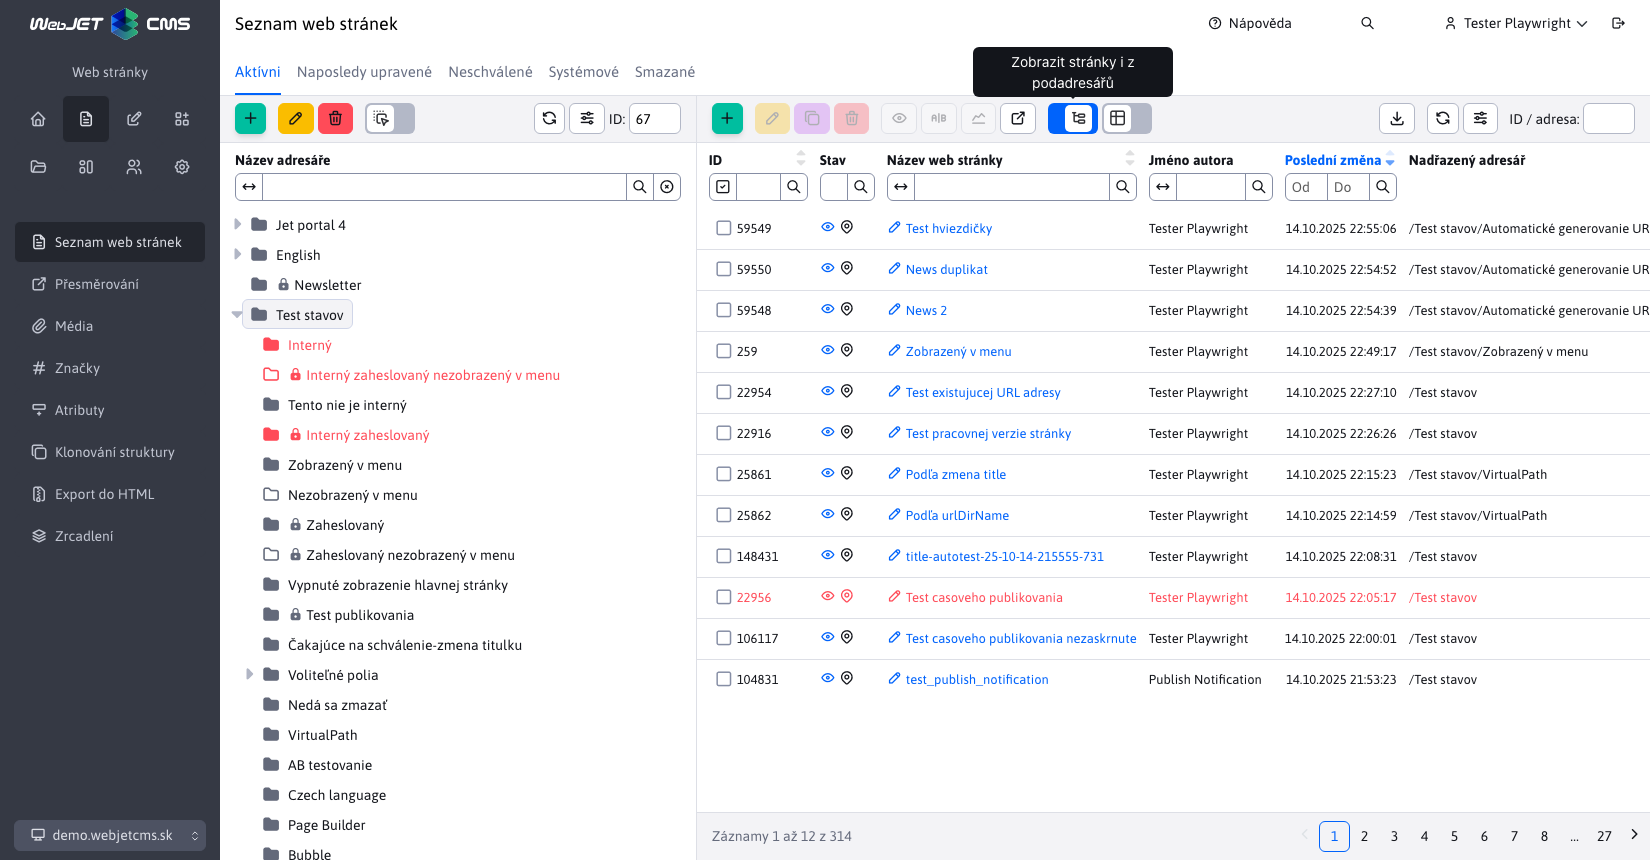 WebJET CMS
Web stránky
Seznam web stránek
Přesměrování
Média
Značky
Atributy
Klonování struktury
Export do HTML
Zrcadlení
demo.webjetcms.sk
Seznam web stránek
Nápověda
Tester Playwright
Aktívni
Naposledy upravené
Neschválené
Systémové
Smazané
Zobrazit stránky i z
podadresářů
ID: 67
A|B
ID / adresa:
Název adresáře
Jet portal 4
English
Newsletter
Test stavov
Interný
Interný zaheslovaný nezobrazený v menu
Tento nie je interný
Interný zaheslovaný
Zobrazený v menu
Nezobrazený v menu
Zaheslovaný
Zaheslovaný nezobrazený v menu
Vypnuté zobrazenie hlavnej stránky
Test publikovania
Čakajúce na schválenie-zmena titulku
Voliteľné polia
Nedá sa zmazať
VirtualPath
AB testovanie
Czech language
Page Builder
Bubble
ID Stav Název web stránky Jméno autora Poslední změna Nadřazený adresář
Od Do
59549 Test hviezdičky Tester Playwright 14.10.2025 22:55:06 /Test stavov/Automatické generovanie UR
59550 News duplikat Tester Playwright 14.10.2025 22:54:52 /Test stavov/Automatické generovanie UR
59548 News 2 Tester Playwright 14.10.2025 22:54:39 /Test stavov/Automatické generovanie UR
259 Zobrazený v menu Tester Playwright 14.10.2025 22:49:17 /Test stavov/Zobrazený v menu
22954 Test existujucej URL adresy Tester Playwright 14.10.2025 22:27:10 /Test stavov
22916 Test pracovnej verzie stránky Tester Playwright 14.10.2025 22:26:26 /Test stavov
25861 Podľa zmena title Tester Playwright 14.10.2025 22:15:23 /Test stavov/VirtualPath
25862 Podľa urlDirName Tester Playwright 14.10.2025 22:14:59 /Test stavov/VirtualPath
148431 title-autotest-25-10-14-215555-731 Tester Playwright 14.10.2025 22:08:31 /Test stavov
22956 Test casoveho publikovania Tester Playwright 14.10.2025 22:05:17 /Test stavov
106117 Test casoveho publikovania nezaskrnute Tester Playwright 14.10.2025 22:00:01 /Test stavov
104831 test_publish_notification Publish Notification 14.10.2025 21:53:23 /Test stavov
Záznamy 1 až 12 z 314
1 2 3 4 5 6 7 8 ... 27